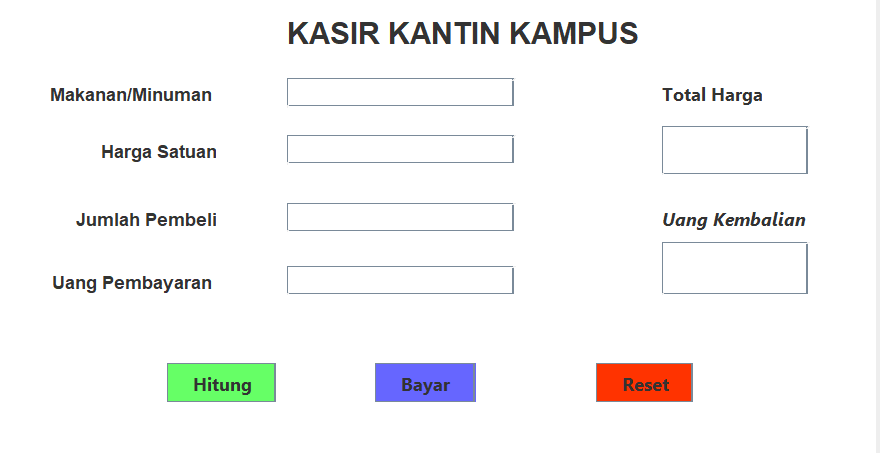 KASIR KANTIN KAMPUS
Makanan/Minuman
Total Harga
Harga Satuan
Jumlah Pembeli
Uang Kembalian
Uang Pembayaran
Hitung
Bayar
Reset